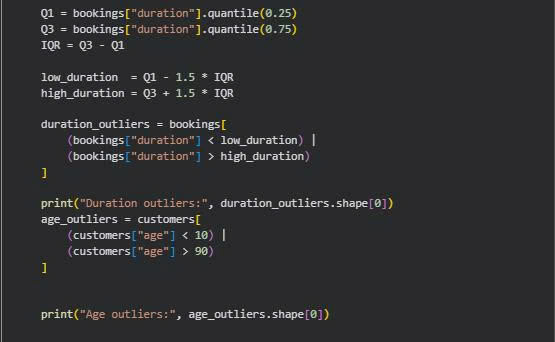 Q1 = bookings["duration"].quantile(0.25)
Q3 = bookings["duration"].quantile(0.75)
IQR = Q3 - Q1

low_duration  = Q1 - 1.5 * IQR
high_duration = Q3 + 1.5 * IQR

duration_outliers = bookings[
    (bookings["duration"] < low_duration) |
    (bookings["duration"] > high_duration)
]

print("Duration outliers:", duration_outliers.shape[0])
age_outliers = customers[
    (customers["age"] < 10) |
    (customers["age"] > 90)
]


print("Age outliers:", age_outliers.shape[0])